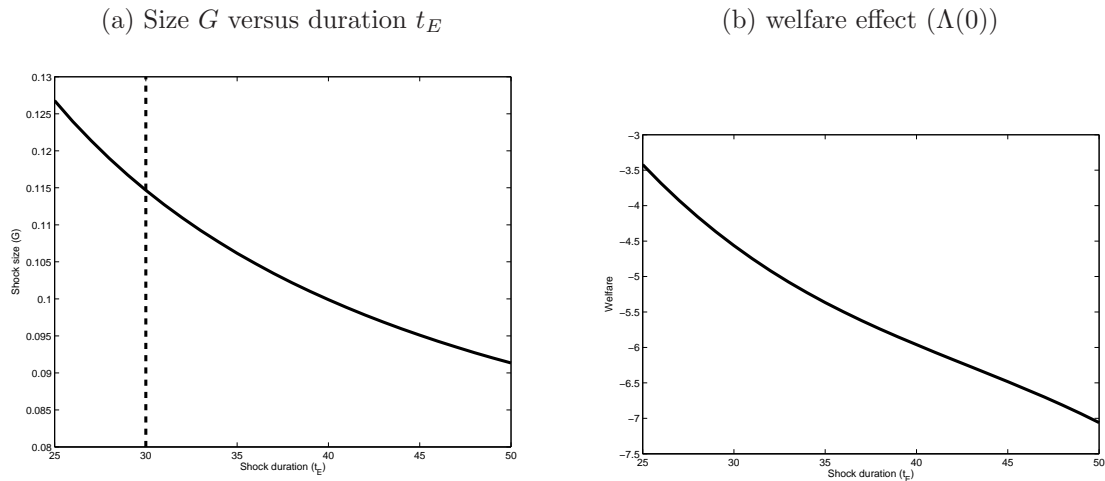 (a) Size G versus duration t_E
(b) welfare effect (Λ(0))
0.13
0.125
0.12
0.115
0.11
0.105
0.1
0.095
0.09
0.085
0.08
Shock size (G)
25 30 35 40 45 50
Shock duration (t_E)
-3
-3.5
-4
-4.5
-5
-5.5
-6
-6.5
-7
-7.5
Welfare
25 30 35 40 45 50
Shock duration (t_E)